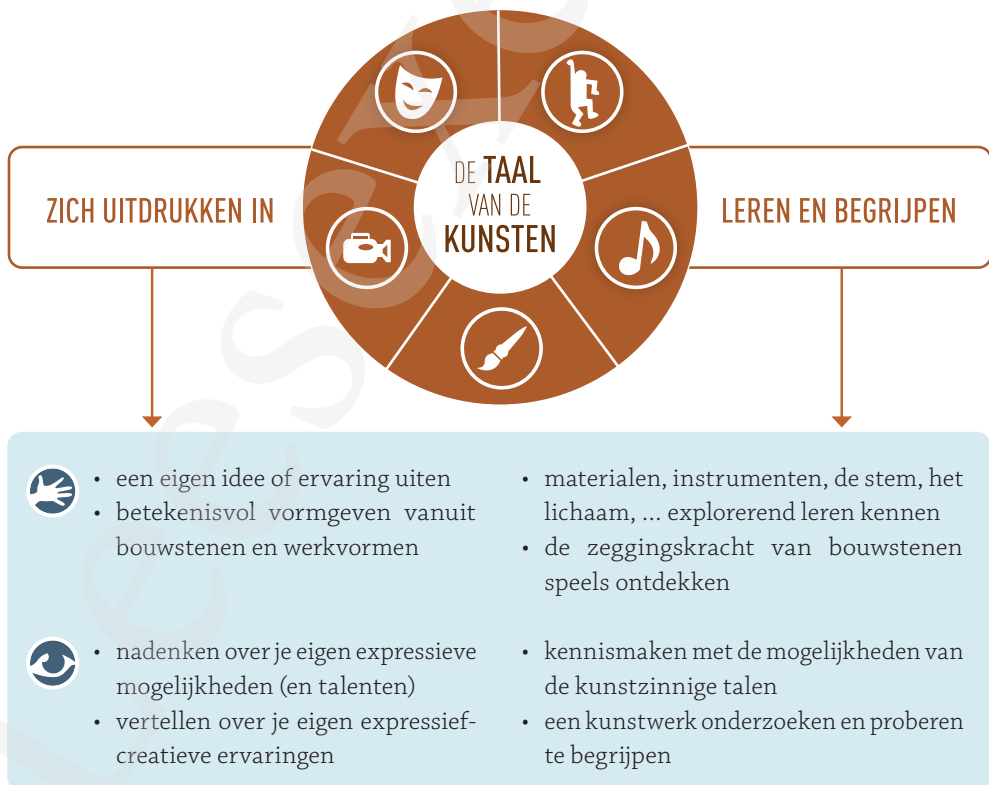 DE TAAL
VAN DE
KUNSTEN
ZICH UITDRUKKEN IN
LEREN EN BEGRIJPEN
• een eigen idee of ervaring uiten
• betekenisvol vormgeven vanuit
bouwstenen en werkvormen
• materialen, instrumenten, de stem, het
lichaam, ... explorerend leren kennen
• de zeggingskracht van bouwstenen
speels ontdekken
• nadenken over je eigen expressieve
mogelijkheden (en talenten)
• vertellen over je eigen expressief-
creatieve ervaringen
• kennismaken met de mogelijkheden van
de kunstzinnige talen
• een kunstwerk onderzoeken en proberen
te begrijpen